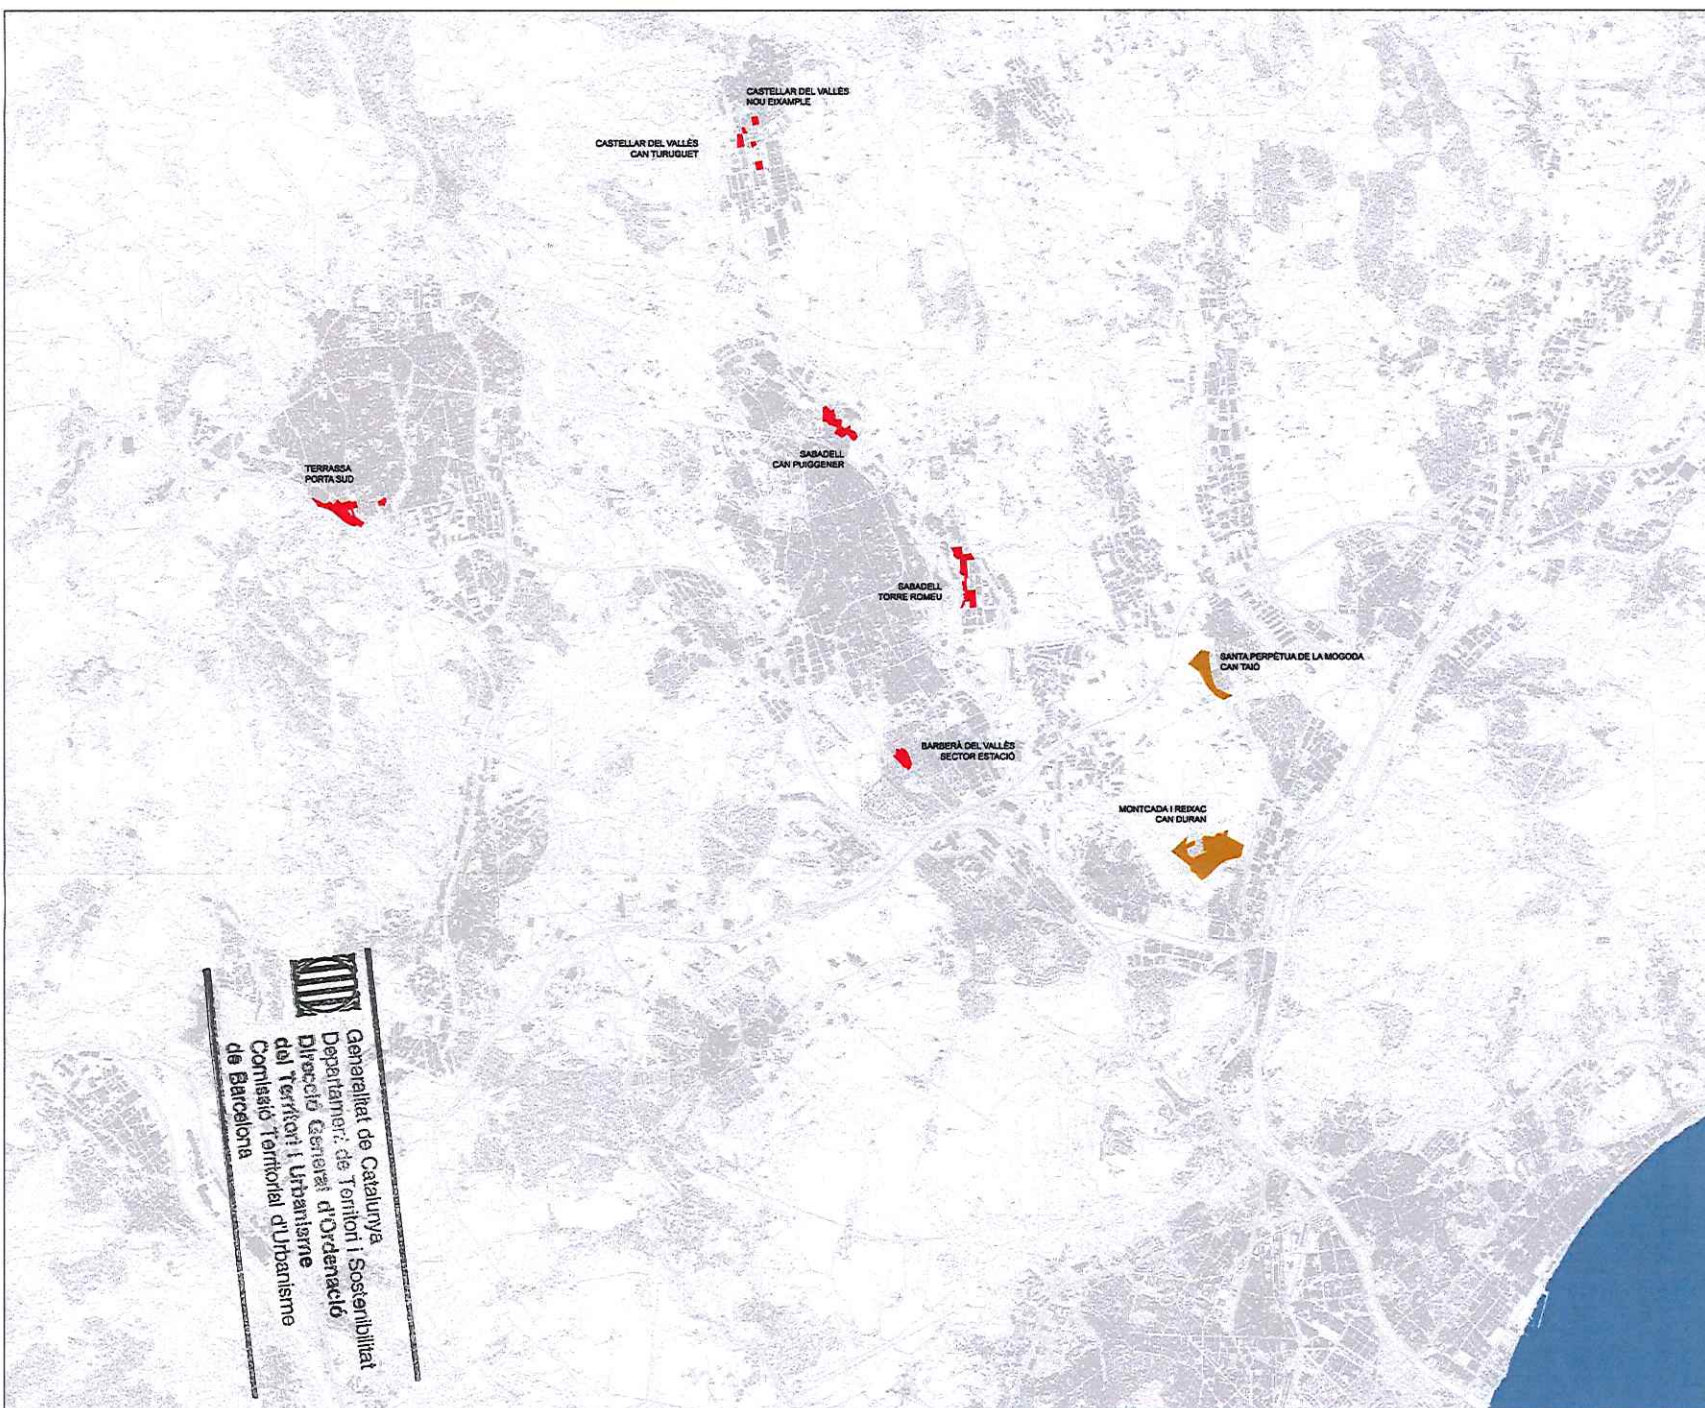 CASTELLAR DEL VALLÈS
NOU EIXAMPLE
CASTELLAR DEL VALLÈS
CAN TURUGUET
SABADELL
CAN PUIGGENER
TERRASSA
PORTA SUD
SABADELL
TORRE ROMEU
SANTA PERPÈTUA DE LA MOGODA
CAN TAIÓ
BARBERÀ DEL VALLÈS
SECTOR ESTACIÓ
MONTCADA I REIXAC
CAN DURAN
Generalitat de Catalunya
Departament de Territori i Sostenibilitat
Direcció General d'Ordenació
del Territori i Urbanisme
Comissió Territorial d'Urbanisme
de Barcelona